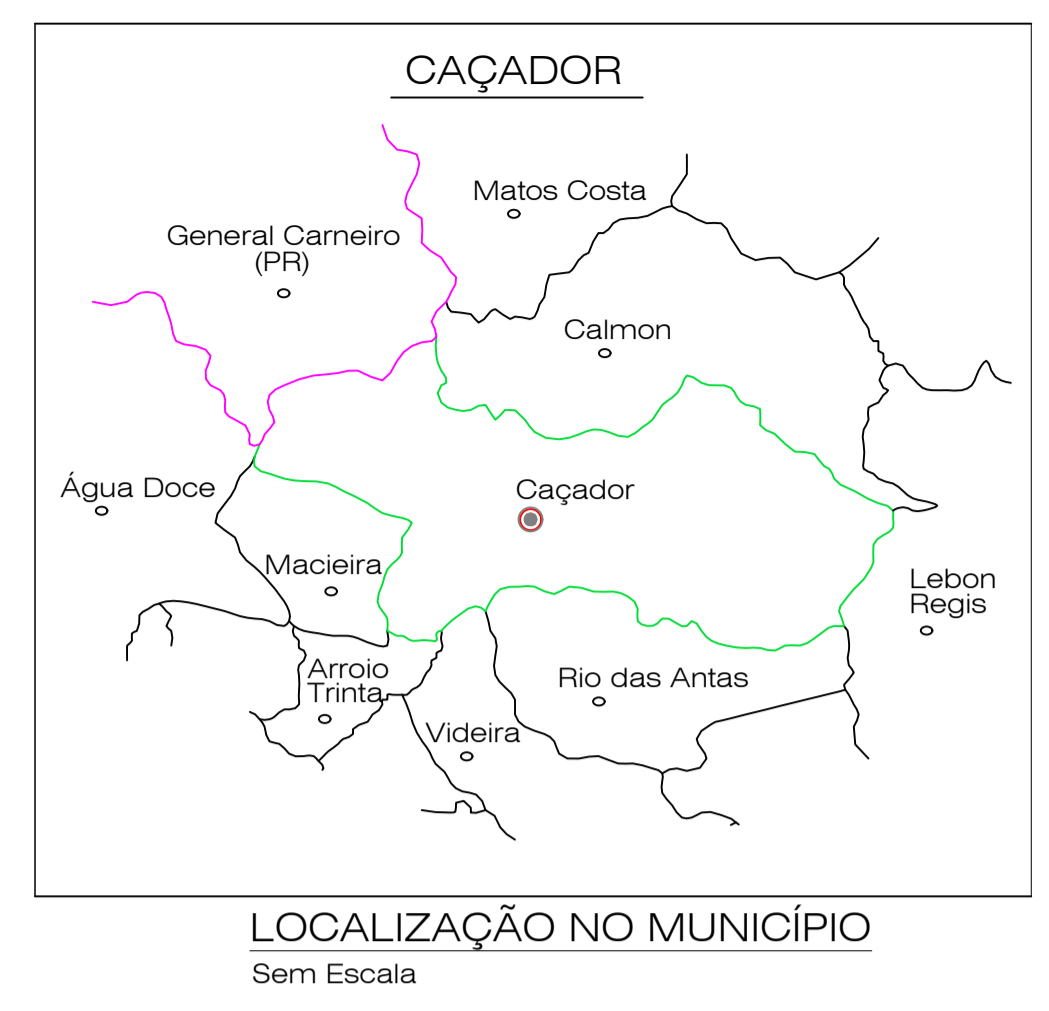 CAÇADOR
Matos Costa
General Carneiro
(PR)
Calmon
Água Doce
Caçador
Macieira
Lebon
Regis
Arroio
Trinta
Rio das Antas
Videira
LOCALIZAÇÃO NO MUNICÍPIO
Sem Escala